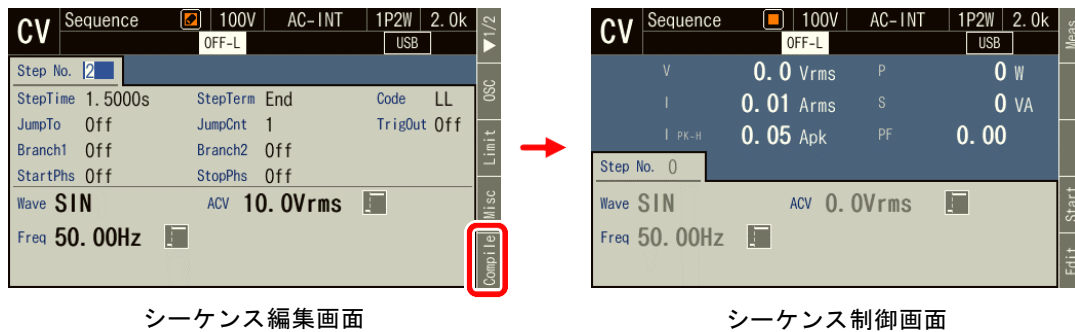 CV Sequence 100V AC-INT 1P2W 2.0k
OFF-L USB
▼1/2
Step No. 2
StepTime 1.5000s StepTerm End Code LL
OSC
JumpTo Off JumpCnt 1 TrigOut Off
Branch1 Off Branch2 Off
Limit
StartPhs Off StopPhs Off
Wave SIN ACV 10.0Vrms
Misc
Freq 50.00Hz
Compile
シーケンス編集画面
CV Sequence 100V AC-INT 1P2W 2.0k
OFF-L USB
Meas
V 0.0 Vrms P 0 W
I 0.01 Arms S 0 VA
I PK-H 0.05 Apk PF 0.00
Step No. 0
Wave SIN ACV 0.0Vrms
Start
Freq 50.00Hz
Edit
シーケンス制御画面